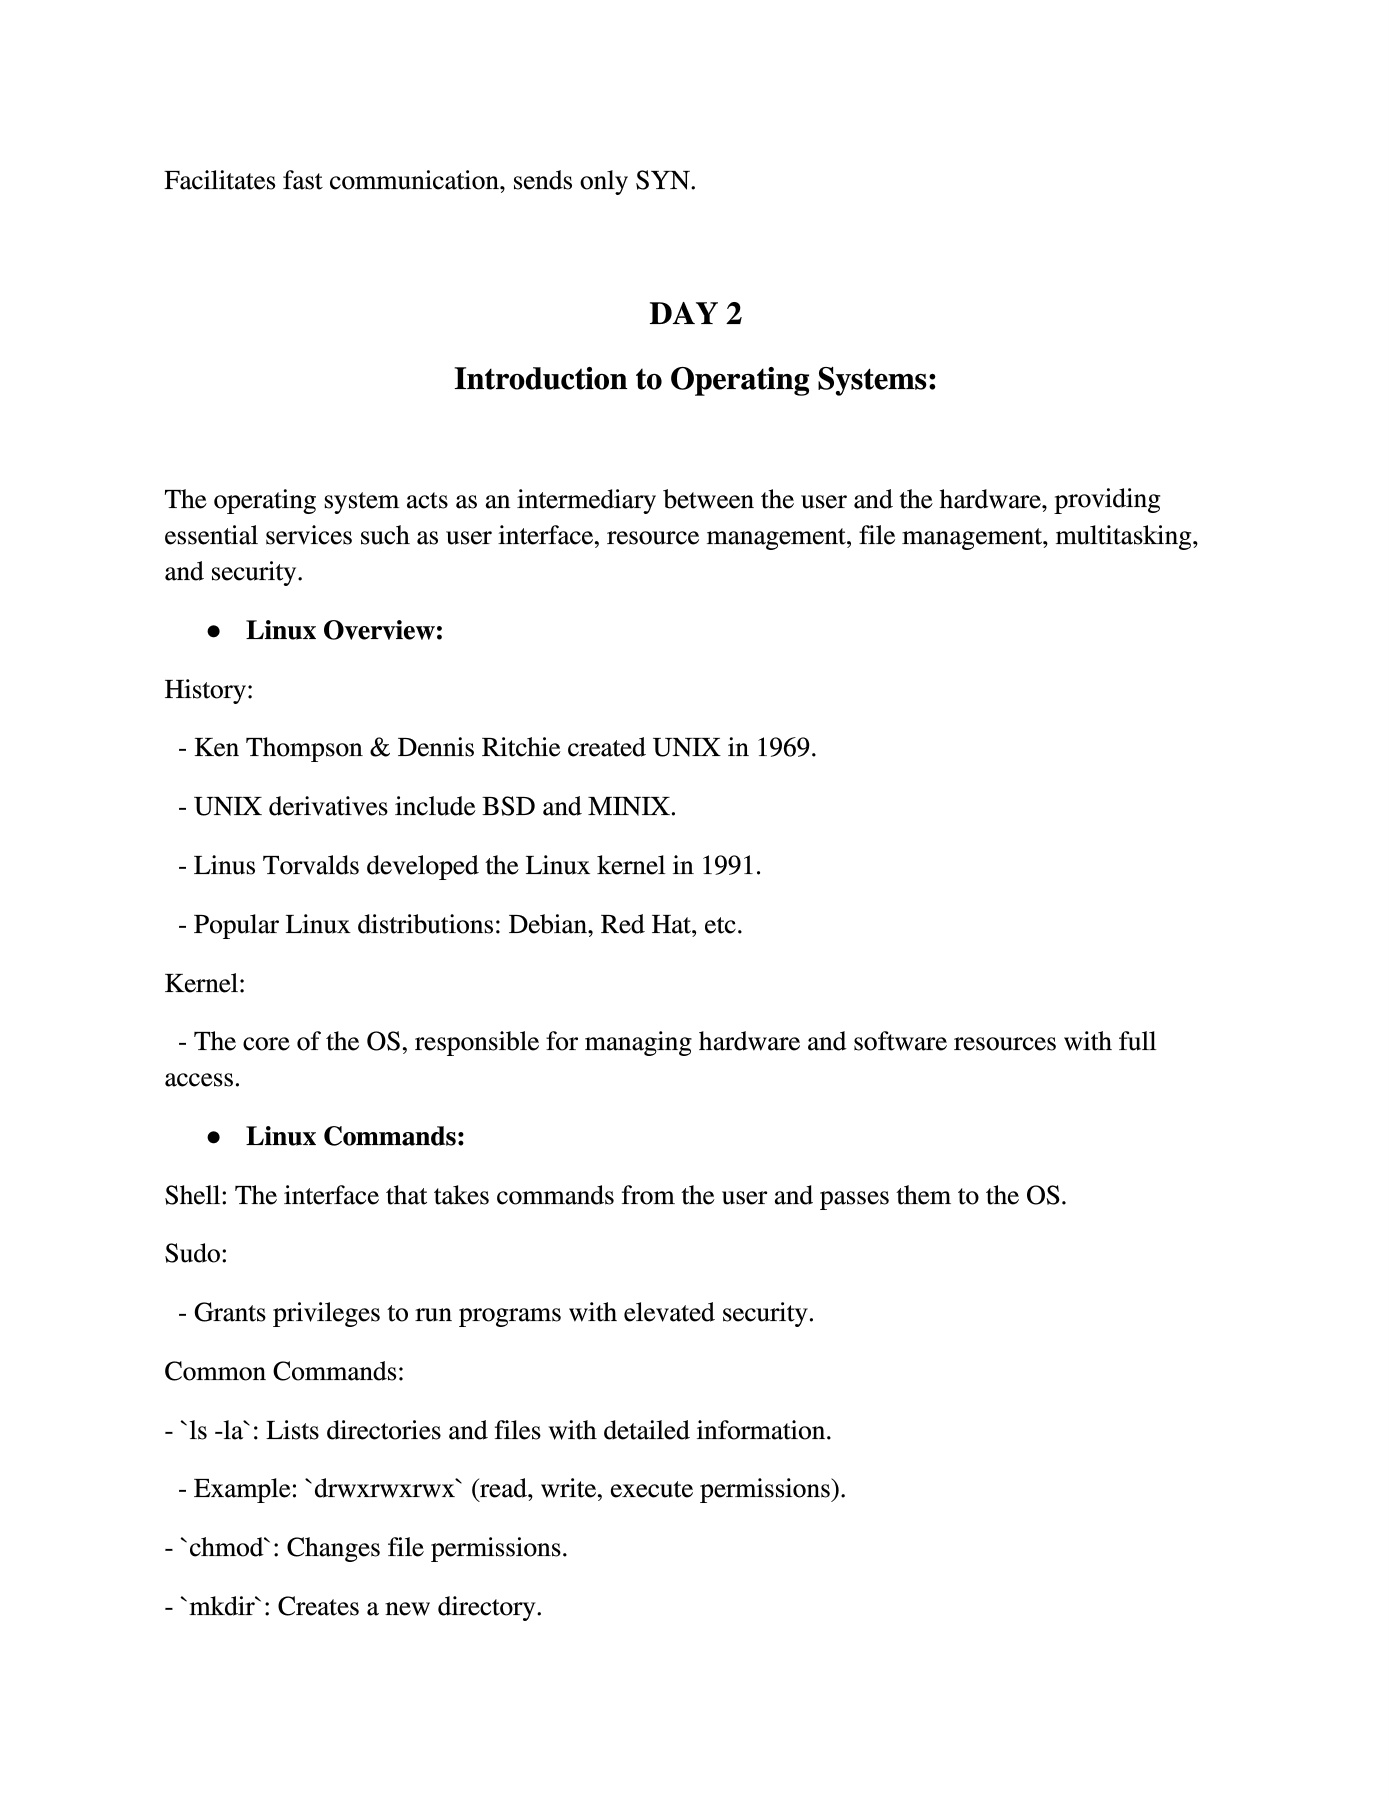 Facilitates fast communication, sends only SYN.
DAY 2
Introduction to Operating Systems:
The operating system acts as an intermediary between the user and the hardware, providing
essential services such as user interface, resource management, file management, multitasking,
and security.
● Linux Overview:
History:
- Ken Thompson & Dennis Ritchie created UNIX in 1969.
- UNIX derivatives include BSD and MINIX.
- Linus Torvalds developed the Linux kernel in 1991.
- Popular Linux distributions: Debian, Red Hat, etc.
Kernel:
- The core of the OS, responsible for managing hardware and software resources with full
access.
● Linux Commands:
Shell: The interface that takes commands from the user and passes them to the OS.
Sudo:
- Grants privileges to run programs with elevated security.
Common Commands:
- `ls -la`: Lists directories and files with detailed information.
- Example: `drwxrwxrwx` (read, write, execute permissions).
- `chmod`: Changes file permissions.
- `mkdir`: Creates a new directory.